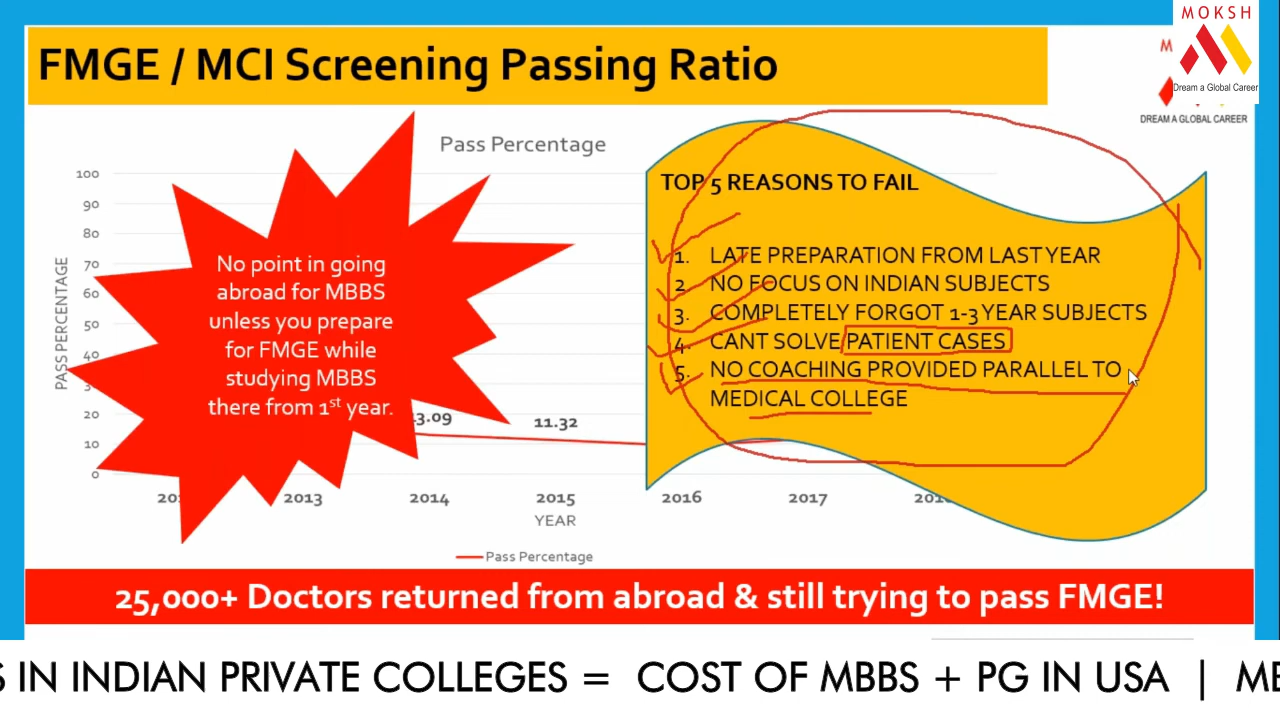 MOKSH
Dream a Global Career
M
DREAM A GLOBAL CAREER
FMGE / MCI Screening Passing Ratio
Pass Percentage
100
90
80
70
60
50
40
3
20
10
0
PASS PERCENTAGE
No point in going
abroad for MBBS
unless you prepare
for FMGE while
studying MBBS
there from 1st year.
13.09
11.32
TOP 5 REASONS TO FAIL
1. LATE PREPARATION FROM LAST YEAR
2. NO FOCUS ON INDIAN SUBJECTS
3. COMPLETELY FORGOT 1-3 YEAR SUBJECTS
4. CANT SOLVE PATIENT CASES
5. NO COACHING PROVIDED PARALLEL TO
MEDICAL COLLEGE
2013
2014
2015
2016
2017
YEAR
Pass Percentage
25,000+ Doctors returned from abroad & still trying to pass FMGE!
S IN INDIAN PRIVATE COLLEGES = COST OF MBBS + PG IN USA | ME